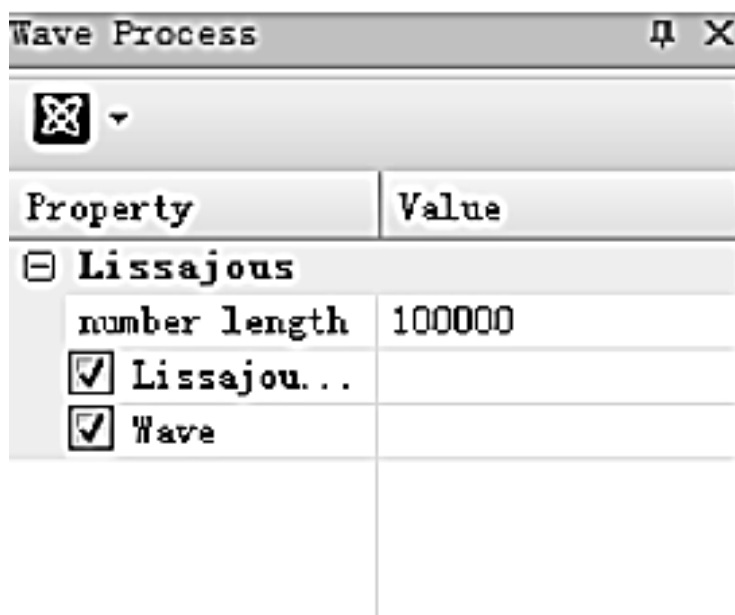 Wave Process
Property Value
Lissajous
number length 100000
Lissajou...
Wave